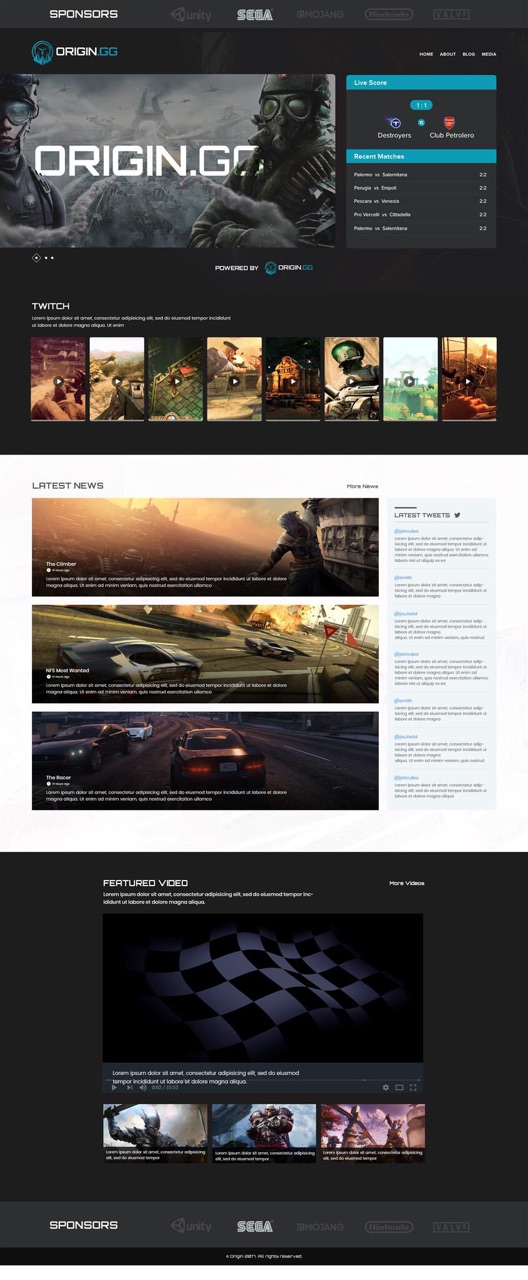 SPONSORS
unity
SEGA
MOJANG
Nintendo
VALVE
ORIGIN.GG
HOME ABOUT BLOG MEDIA
ORIGIN.GG
Live Score
1 : 1
Destroyers
Club Petrolero
Recent Matches
Palermo vs Salernitana 2:2
Perugia vs Empoli 2:2
Pescara vs Venezia 2:2
Pro Vercelli vs Cittadella 2:2
Palermo vs Salernitana 2:2
POWERED BY ORIGIN.GG
TWITCH
Lorem ipsum dolor sit amet, consectetur adipisicing elit, sed do eiusmod tempor incididunt
ut labore et dolore magna aliqua. Ut enim
LATEST NEWS
More News
The Climber
Lorem ipsum dolor sit amet, consectetur adipisicing elit, sed do eiusmod tempor incididunt ut labore et dolore
magna aliqua. Ut enim ad minim veniam, quis nostrud exercitation ullamco
NFS Most Wanted
Lorem ipsum dolor sit amet, consectetur adipisicing elit, sed do eiusmod tempor incididunt ut labore et dolore
magna aliqua. Ut enim ad minim veniam, quis nostrud exercitation ullamco
The Racer
Lorem ipsum dolor sit amet, consectetur adipisicing elit, sed do eiusmod tempor incididunt ut labore et dolore
magna aliqua. Ut enim ad minim veniam, quis nostrud exercitation ullamco
LATEST TWEETS
Lorem ipsum dolor sit amet, consectetur adip-
isicing elit, sed do eiusmod tempor incididunt ut
labore et dolore magna aliqua. Ut enim ad
minim veniam, quis nostrud exercitation ullamco
laboris nisi ut aliquip ex ea
@smith
Lorem ipsum dolor sit amet, consectetur adip-
isicing elit, sed do eiusmod tempor incididunt ut
labore et dolore magna
Lorem ipsum dolor sit amet, consectetur adip-
isicing elit, sed do eiusmod tempor incididunt ut
labore et dolore magna
aliqua. Ut enim ad minim veniam, quis nostrud
Lorem ipsum dolor sit amet, consectetur adip-
isicing elit, sed do eiusmod tempor incididunt ut
labore et dolore magna aliqua. Ut enim ad
minim veniam, quis nostrud exercitation ullamco
laboris nisi ut aliquip ex ea
@smith
Lorem ipsum dolor sit amet, consectetur adip-
isicing elit, sed do eiusmod tempor incididunt ut
labore et dolore magna
Lorem ipsum dolor sit amet, consectetur adip-
isicing elit, sed do eiusmod tempor incididunt ut
labore et dolore magna
aliqua. Ut enim ad minim veniam, quis nostrud
Lorem ipsum dolor sit amet, consectetur adip-
isicing elit, sed do eiusmod tempor incididunt ut
labore et dolore magna aliqua
FEATURED VIDEO
More Videos
Lorem ipsum dolor sit amet, consectetur adipisicing elit, sed do eiusmod tempor inc-
ididunt ut labore et dolore magna aliqua.
Lorem ipsum dolor sit amet, consectetur adipisicing elit, sed do eiusmod
tempor incididunt ut labore et dolore magna aliqua.
Lorem ipsum dolor sit amet, consectetur adipisicing
elit, sed do eiusmod tempor
Lorem ipsum dolor sit amet, consectetur adipisicing
elit, sed do eiusmod tempor
Lorem ipsum dolor sit amet, consectetur adipisicing
elit, sed do eiusmod tempor
SPONSORS
unity
SEGA
MOJANG
Nintendo
VALVE
© Origin 2017. All rights reserved.